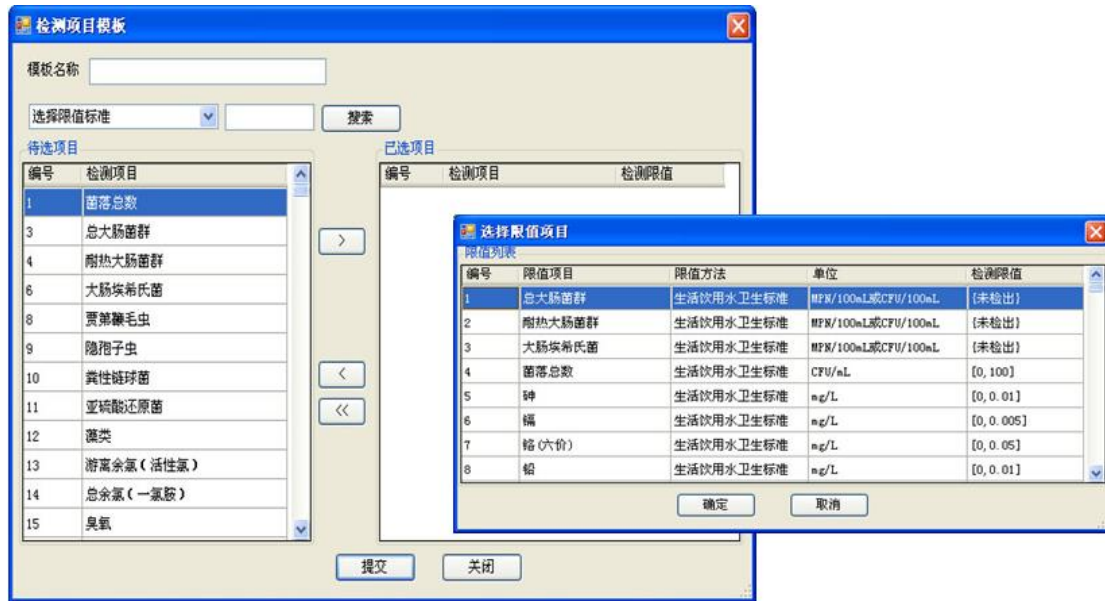 检测项目模板
模板名称
选择限值标准 搜索
待选项目
编号 检测项目
1 菌落总数
3 总大肠菌群
4 耐热大肠菌群
6 大肠埃希氏菌
8 贾第鞭毛虫
9 隐孢子虫
10 粪性链球菌
11 亚硫酸还原菌
12 藻类
13 游离余氯(活性氯)
14 总余氯(一氯胺)
15 臭氧
>
<
<<
已选项目
编号 检测项目 检测限值
提交 关闭
选择限值项目
限值列表
编号 限值项目 限值方法 单位 检测限值
1 总大肠菌群 生活饮用水卫生标准 MPN/100mL或CFU/100mL {未检出}
2 耐热大肠菌群 生活饮用水卫生标准 MPN/100mL或CFU/100mL {未检出}
3 大肠埃希氏菌 生活饮用水卫生标准 MPN/100mL或CFU/100mL {未检出}
4 菌落总数 生活饮用水卫生标准 CFU/mL [0,100]
5 砷 生活饮用水卫生标准 mg/L [0,0.01]
6 镉 生活饮用水卫生标准 mg/L [0,0.005]
7 铬(六价) 生活饮用水卫生标准 mg/L [0,0.05]
8 铅 生活饮用水卫生标准 mg/L [0,0.01]
确定 取消